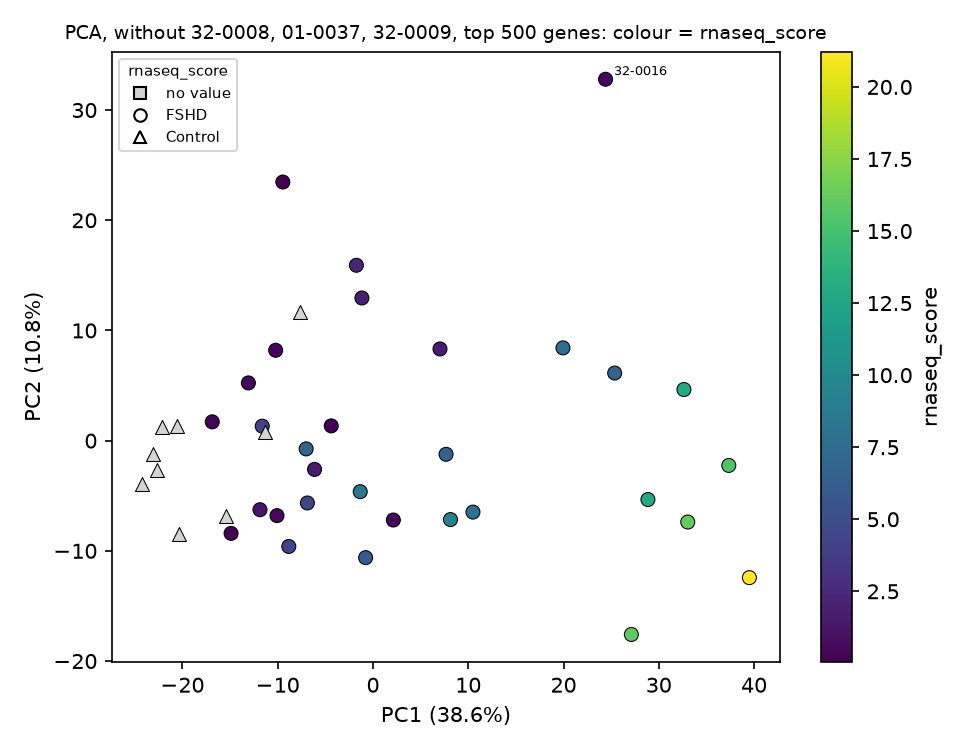 PCA, without 32-0008, 01-0037, 32-0009, top 500 genes: colour = rnaseq_score
rnaseq_score
no value
FSHD
Control
32-0016
30
20
10
0
−10
−20
PC2 (10.8%)
−20
−10
0
10
20
30
40
PC1 (38.6%)
20.0
17.5
15.0
12.5
10.0
7.5
5.0
2.5
rnaseq_score